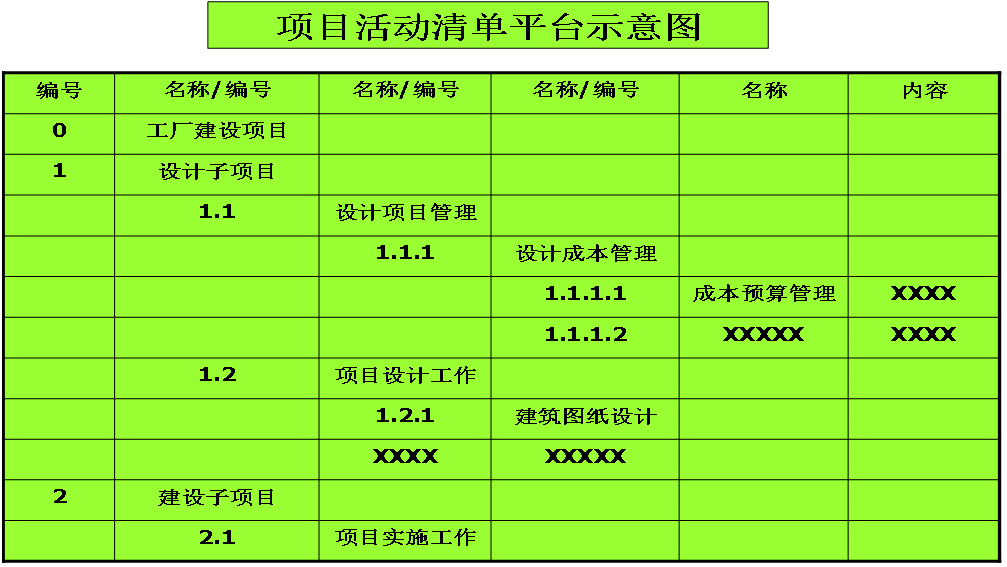 项目活动清单平台示意图
编号 名称/编号 名称/编号 名称/编号 名称 内容
0 工厂建设项目
1 设计子项目
1.1 设计项目管理
1.1.1 设计成本管理
1.1.1.1 成本预算管理 XXXX
1.1.1.2 XXXXX XXXX
1.2 项目设计工作
1.2.1 建筑图纸设计
XXXX XXXXX
2 建设子项目
2.1 项目实施工作